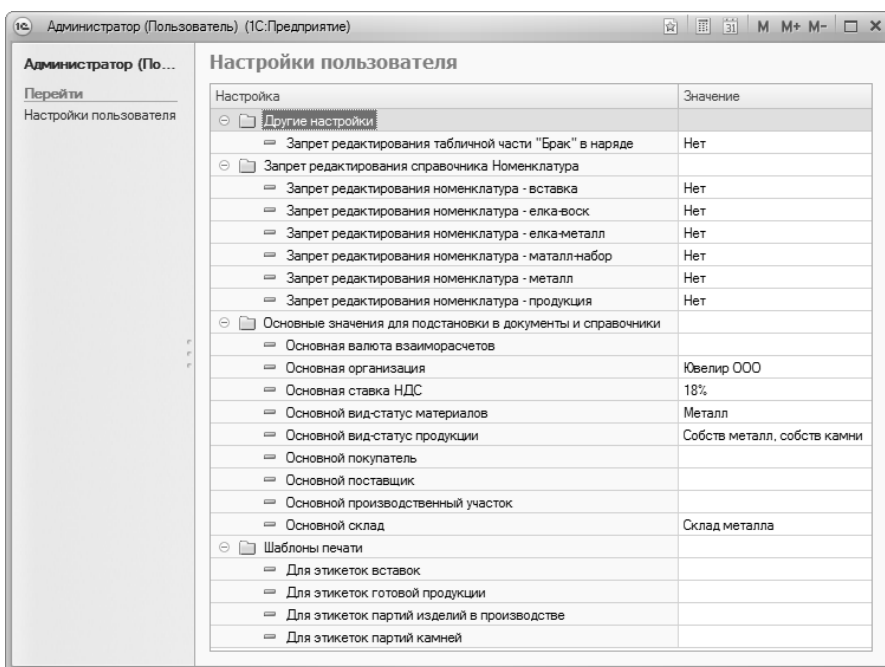 1С Администратор (Пользователь) (1С:Предприятие) 31 M M+ M-
Администратор (По...
Перейти
Настройки пользователя
Настройки пользователя
Настройка Значение
Другие настройки
Запрет редактирования табличной части "Брак" в наряде Нет
Запрет редактирования справочника Номенклатура
Запрет редактирования номенклатура - вставка Нет
Запрет редактирования номенклатура - елка-воск Нет
Запрет редактирования номенклатура - елка-металл Нет
Запрет редактирования номенклатура - маталл-набор Нет
Запрет редактирования номенклатура - металл Нет
Запрет редактирования номенклатура - продукция Нет
Основные значения для подстановки в документы и справочники
Основная валюта взаиморасчетов
Основная организация Ювелир ООО
Основная ставка НДС 18%
Основной вид-статус материалов Металл
Основной вид-статус продукции Собств металл, собств камни
Основной покупатель
Основной поставщик
Основной производственный участок
Основной склад Склад металла
Шаблоны печати
Для этикеток вставок
Для этикеток готовой продукции
Для этикеток партий изделий в производстве
Для этикеток партий камней